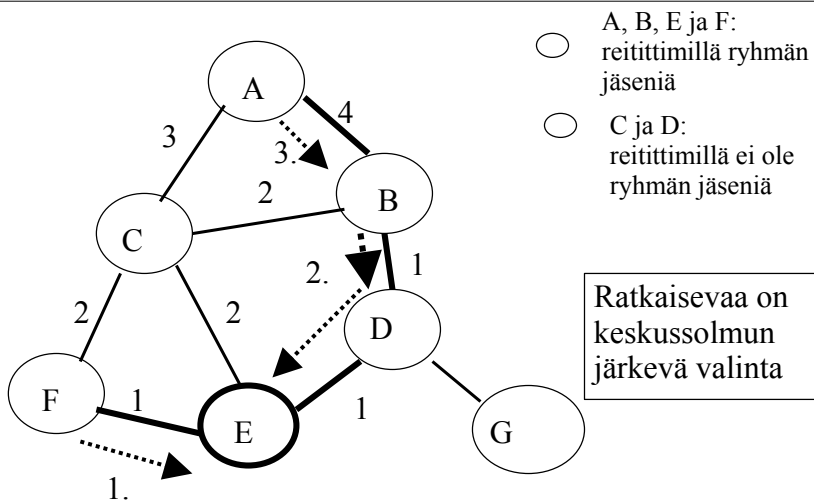 A, B, E ja F:
reitittimillä ryhmän
jäseniä
C ja D:
reitittimillä ei ole
ryhmän jäseniä
A
4
3
3.
2
B
C
2.
1
2
2
D
Ratkaisevaa on
keskussolmun
järkevä valinta
F
1
E
1
G
1.